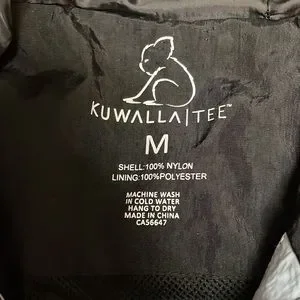 KUWALLA|TEE™
M
SHELL:100% NYLON
LINING:100%POLYESTER
MACHINE WASH
IN COLD WATER
HANG TO DRY
MADE IN CHINA
CA56647